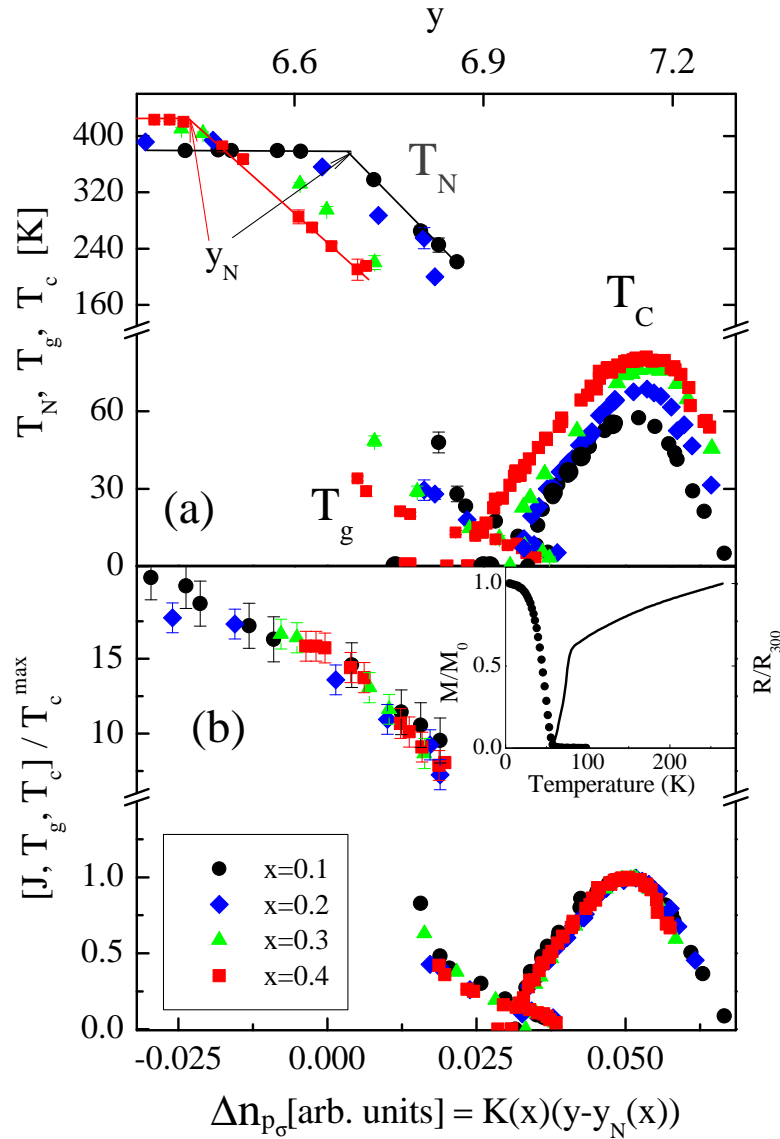 y
6.6 6.9 7.2
400
320
240
160
60
30
0
T_N, T_g, T_c [K]
T_N
y_N
T_C
T_g
(a)
15
10
1.0
0.5
0.0
[J, T_g, T_c] / T_c^max
(b)
x=0.1
x=0.2
x=0.3
x=0.4
1.0
0.5
0.0
M/M_0
R/R_300
0 100 200
Temperature (K)
-0.025 0.000 0.025 0.050
Δn_pσ[arb. units] = K(x)(y-y_N(x))